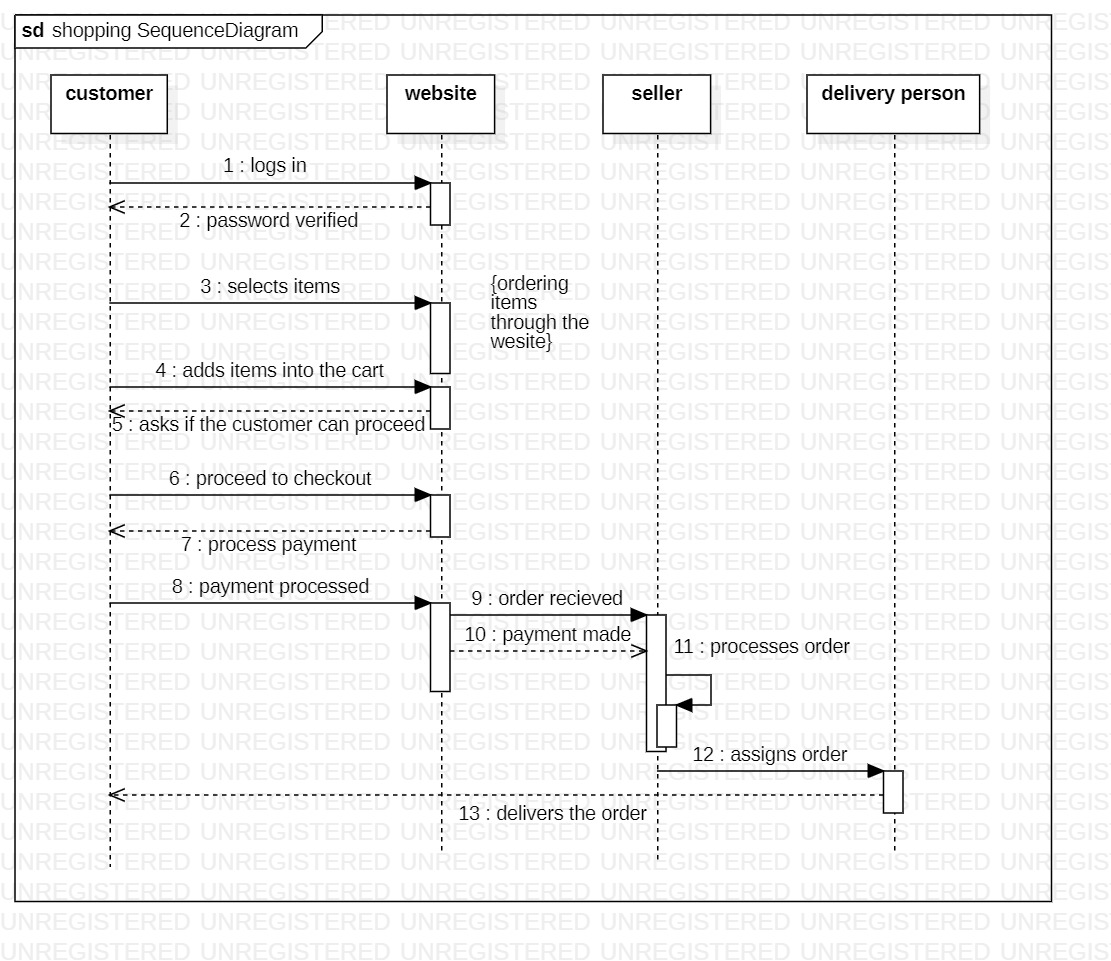 sd shopping SequenceDiagram
customer
website
seller
delivery person
1 : logs in
2 : password verified
3 : selects items
{ordering
items
through the
wesite}
4 : adds items into the cart
5 : asks if the customer can proceed
6 : proceed to checkout
7 : process payment
8 : payment processed
9 : order recieved
10 : payment made
11 : processes order
12 : assigns order
13 : delivers the order
UNREGISTERED